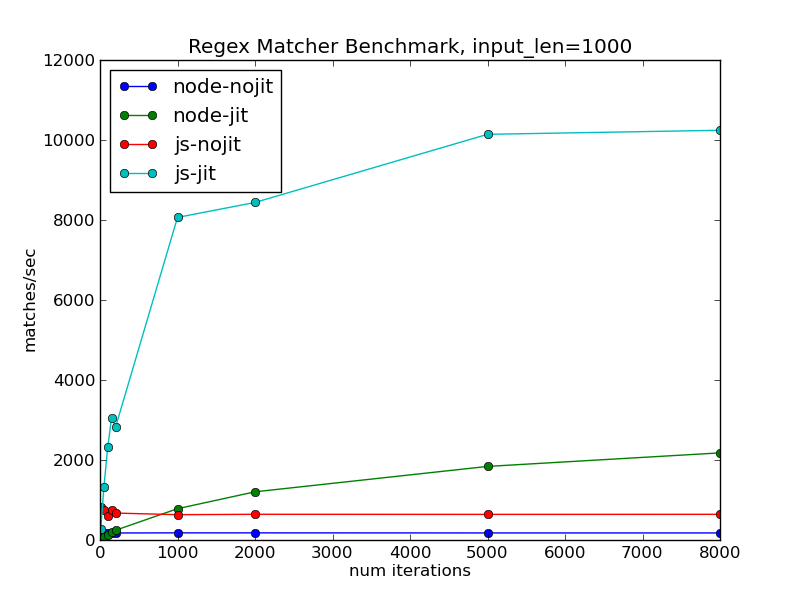 Regex Matcher Benchmark, input_len=1000
12000
10000
8000
6000
4000
2000
0
matches/sec
node-nojit
node-jit
js-nojit
js-jit
0 1000 2000 3000 4000 5000 6000 7000 8000
num iterations